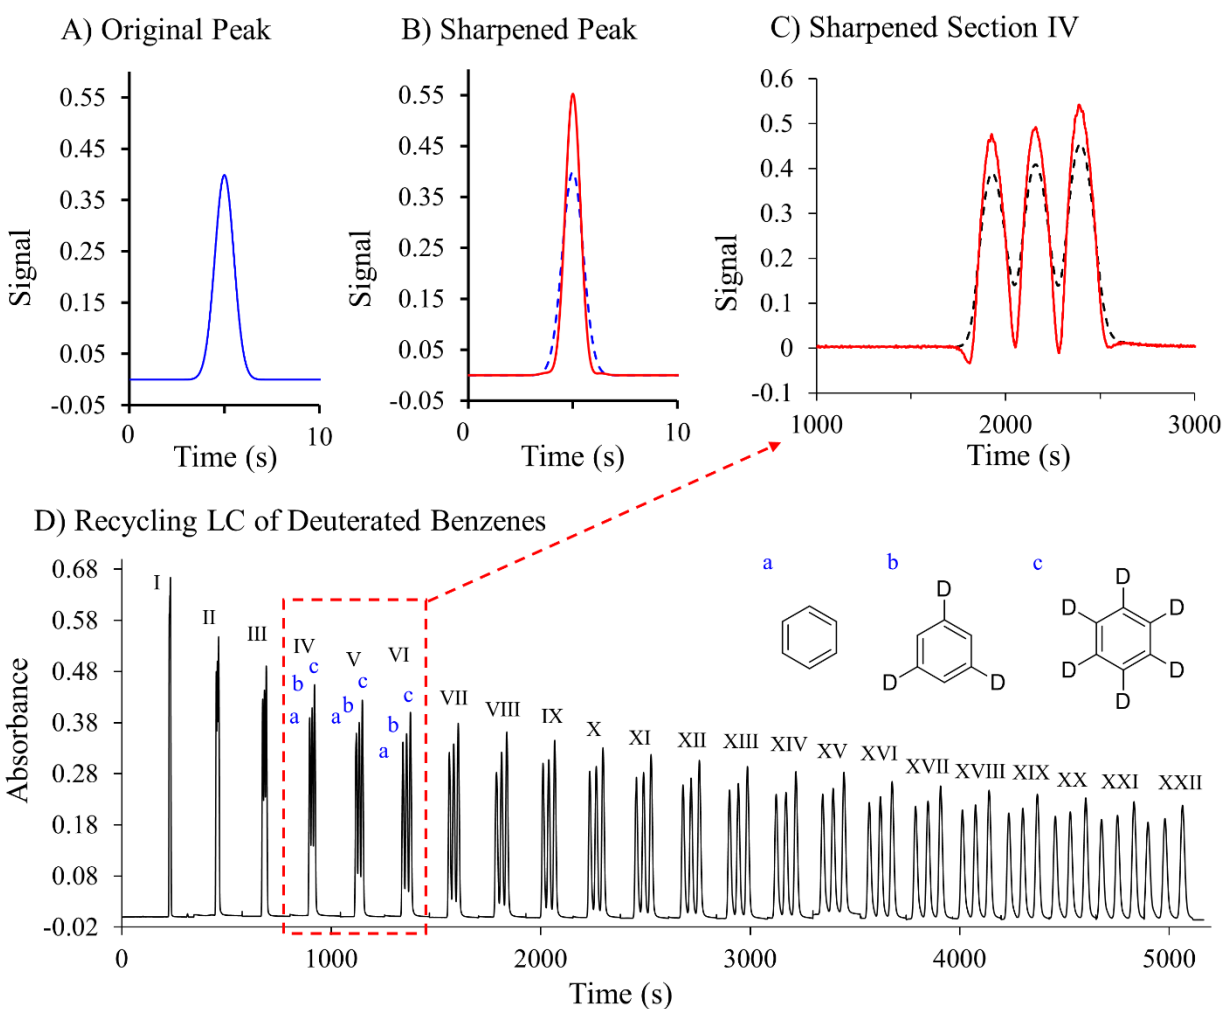 A) Original Peak
0.55
0.45
0.35
0.25
0.15
0.05
-0.05
Signal
0
10
Time (s)
B) Sharpened Peak
0.55
0.45
0.35
0.25
0.15
0.05
-0.05
Signal
0
10
Time (s)
C) Sharpened Section IV
0.6
0.5
0.4
0.3
0.2
0.1
0
-0.1
Signal
1000
2000
3000
Time (s)
D) Recycling LC of Deuterated Benzenes
0.68
0.58
0.48
0.38
0.28
0.18
0.08
-0.02
Absorbance
I
II
III
IV
a
b
c
V
a
b
c
VI
a
b
c
VII
VIII
IX
X
XI
XII
XIII
XIV
XV
XVI
XVII
XVIII
XIX
XX
XXI
XXII
a
b
D
D
D
c
D
D
D
D
D
D
0
1000
2000
3000
4000
5000
Time (s)